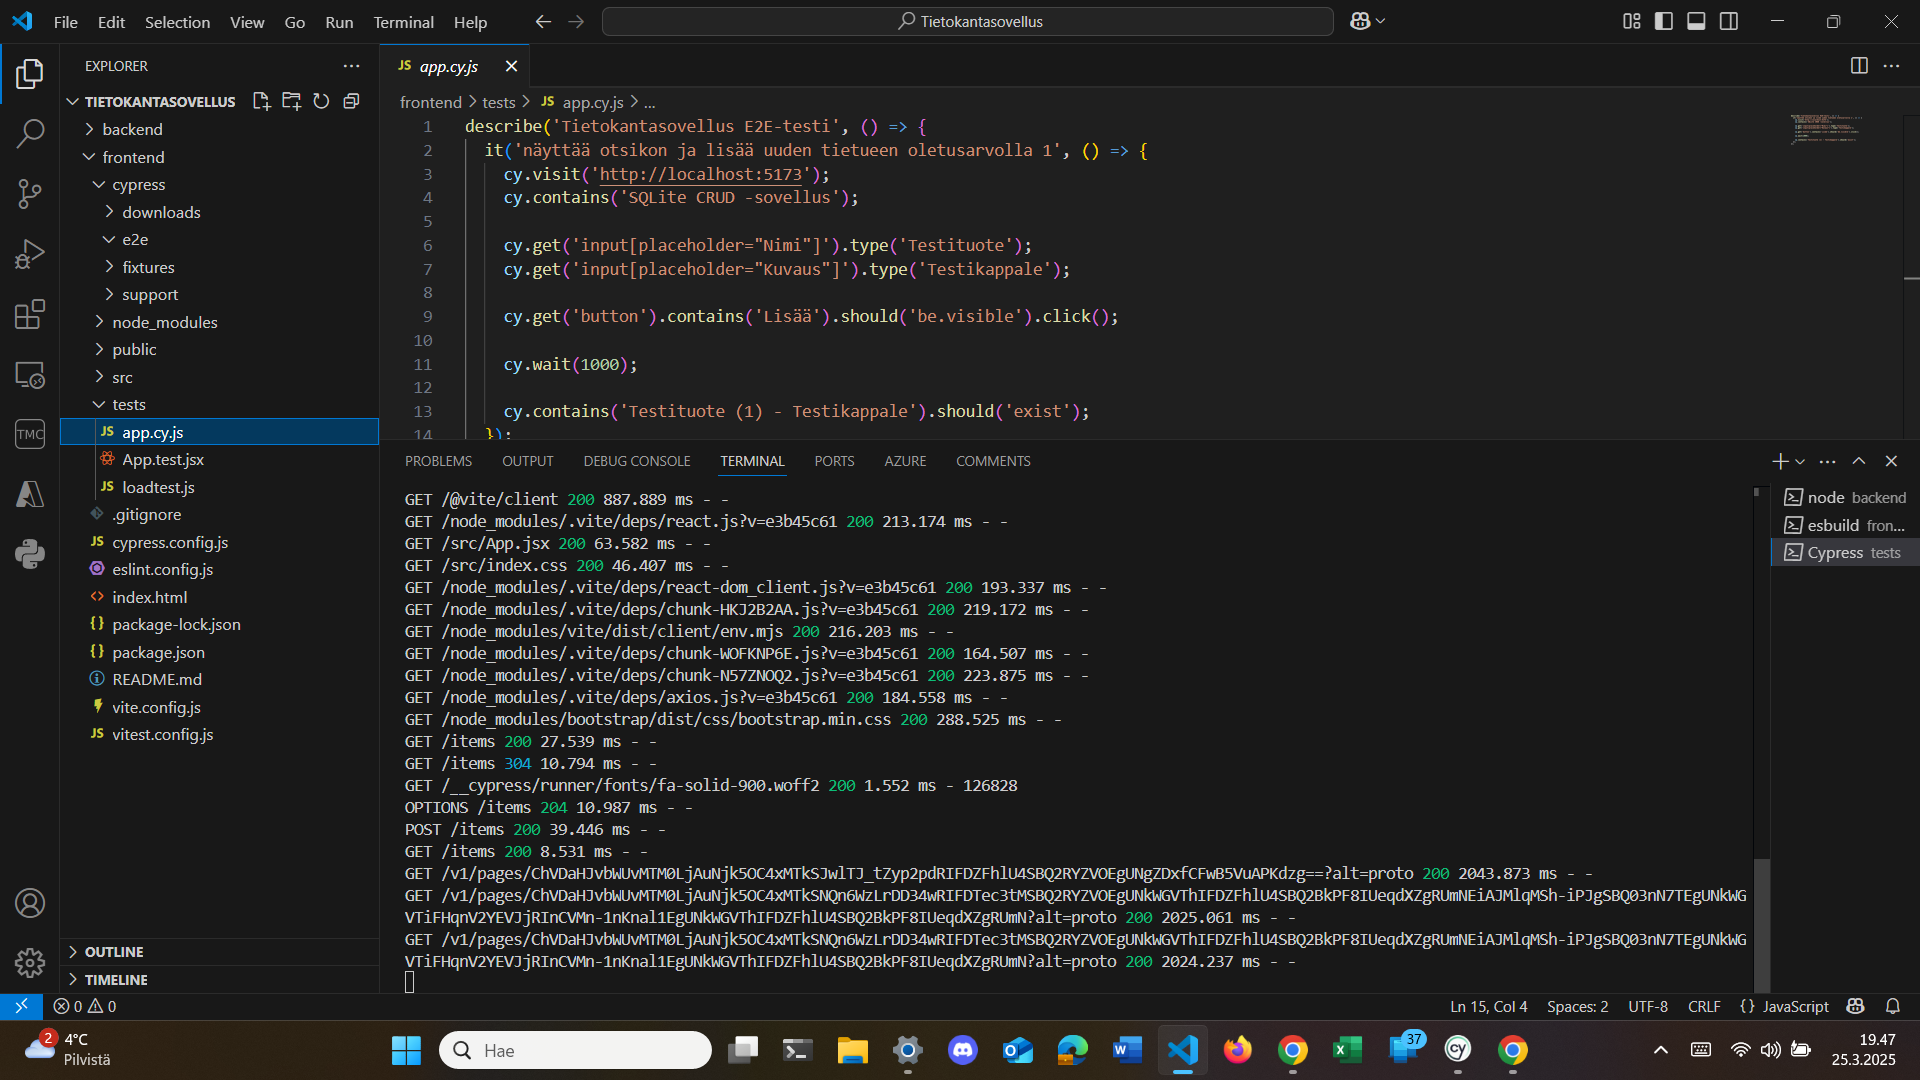 File Edit Selection View Go Run Terminal Help
Tietokantasovellus
EXPLORER
TIETOKANTASOVELLUS
backend
frontend
cypress
downloads
e2e
fixtures
support
node_modules
public
src
tests
JS app.cy.js
App.test.jsx
JS loadtest.js
.gitignore
JS cypress.config.js
eslint.config.js
<> index.html
{} package-lock.json
{} package.json
README.md
vite.config.js
JS vitest.config.js
OUTLINE
TIMELINE
TMC
JS app.cy.js
frontend > tests > JS app.cy.js > ...
1 describe('Tietokantasovellus E2E-testi', () => {
2 it('näyttää otsikon ja lisää uuden tietueen oletusarvolla 1', () => {
3 cy.visit('http://localhost:5173');
4 cy.contains('SQLite CRUD -sovellus');
5
6 cy.get('input[placeholder="Nimi"]').type('Testituote');
7 cy.get('input[placeholder="Kuvaus"]').type('Testikappale');
8
9 cy.get('button').contains('Lisää').should('be.visible').click();
10
11 cy.wait(1000);
12
13 cy.contains('Testituote (1) - Testikappale').should('exist');
14 });
PROBLEMS OUTPUT DEBUG CONSOLE TERMINAL PORTS AZURE COMMENTS
GET /@vite/client 200 887.889 ms - -
GET /node_modules/.vite/deps/react.js?v=e3b45c61 200 213.174 ms - -
GET /src/App.jsx 200 63.582 ms - -
GET /src/index.css 200 46.407 ms - -
GET /node_modules/.vite/deps/react-dom_client.js?v=e3b45c61 200 193.337 ms - -
GET /node_modules/.vite/deps/chunk-HKJ2B2AA.js?v=e3b45c61 200 219.172 ms - -
GET /node_modules/vite/dist/client/env.mjs 200 216.203 ms - -
GET /node_modules/.vite/deps/chunk-WOFKNP6E.js?v=e3b45c61 200 164.507 ms - -
GET /node_modules/.vite/deps/chunk-N57ZNOQ2.js?v=e3b45c61 200 223.875 ms - -
GET /node_modules/.vite/deps/axios.js?v=e3b45c61 200 184.558 ms - -
GET /node_modules/bootstrap/dist/css/bootstrap.min.css 200 288.525 ms - -
GET /items 200 27.539 ms - -
GET /items 304 10.794 ms - -
GET /__cypress/runner/fonts/fa-solid-900.woff2 200 1.552 ms - 126828
OPTIONS /items 204 10.987 ms - -
POST /items 200 39.446 ms - -
GET /items 200 8.531 ms - -
GET /v1/pages/ChVDaHJvbWUvMTM0LjAuNjk5OC4xMTkSJwlTJ_tZyp2pdRIFDZFhlU4SBQ2RYZVOEgUNgZDxfCFwB5VuAPKdzg==?alt=proto 200 2043.873 ms - -
GET /v1/pages/ChVDaHJvbWUvMTM0LjAuNjk5OC4xMTkSNQn6WzLrDD34wRIFDTec3tMSBQ2RYZVOEgUNkWGVThIFDZFhlU4SBQ2BkPF8IUeqdXZgRUmNEiAJMlqMSh-iPJgSBQ03nN7TEgUNkWG
VTiFHqnV2YEVJjRInCVMn-1nKnal1EgUNkWGVThIFDZFhlU4SBQ2BkPF8IUeqdXZgRUmN?alt=proto 200 2025.061 ms - -
GET /v1/pages/ChVDaHJvbWUvMTM0LjAuNjk5OC4xMTkSNQn6WzLrDD34wRIFDTec3tMSBQ2RYZVOEgUNkWGVThIFDZFhlU4SBQ2BkPF8IUeqdXZgRUmNEiAJMlqMSh-iPJgSBQ03nN7TEgUNkWG
VTiFHqnV2YEVJjRInCVMn-1nKnal1EgUNkWGVThIFDZFhlU4SBQ2BkPF8IUeqdXZgRUmN?alt=proto 200 2024.237 ms - -
node backend
esbuild fron...
Cypress tests
0 0
Ln 15, Col 4 Spaces: 2 UTF-8 CRLF {} JavaScript
2
4°C
Pilvistä
Hae
37
cy
19.47
25.3.2025